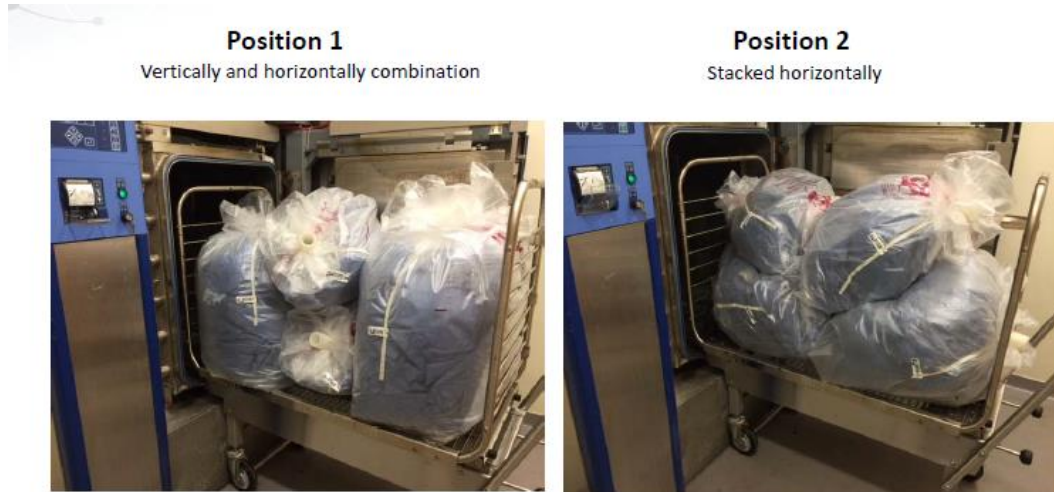 Position 1
Vertically and horizontally combination
Position 2
Stacked horizontally